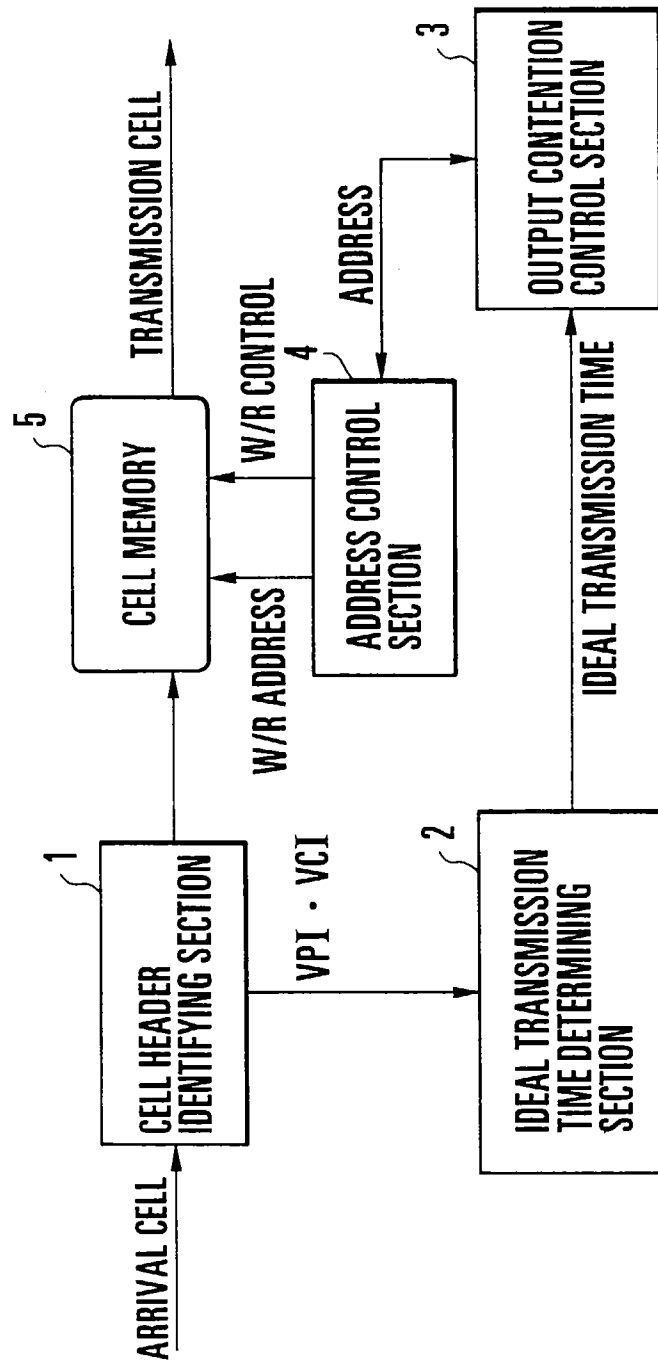 ARRIVAL CELL
1
CELL HEADER
IDENTIFYING SECTION
VPI · VCI
2
IDEAL TRANSMISSION
TIME DETERMINING
SECTION
5
CELL MEMORY
TRANSMISSION CELL
W/R ADDRESS
W/R CONTROL
4
ADDRESS CONTROL
SECTION
ADDRESS
IDEAL TRANSMISSION TIME
3
OUTPUT CONTENTION
CONTROL SECTION